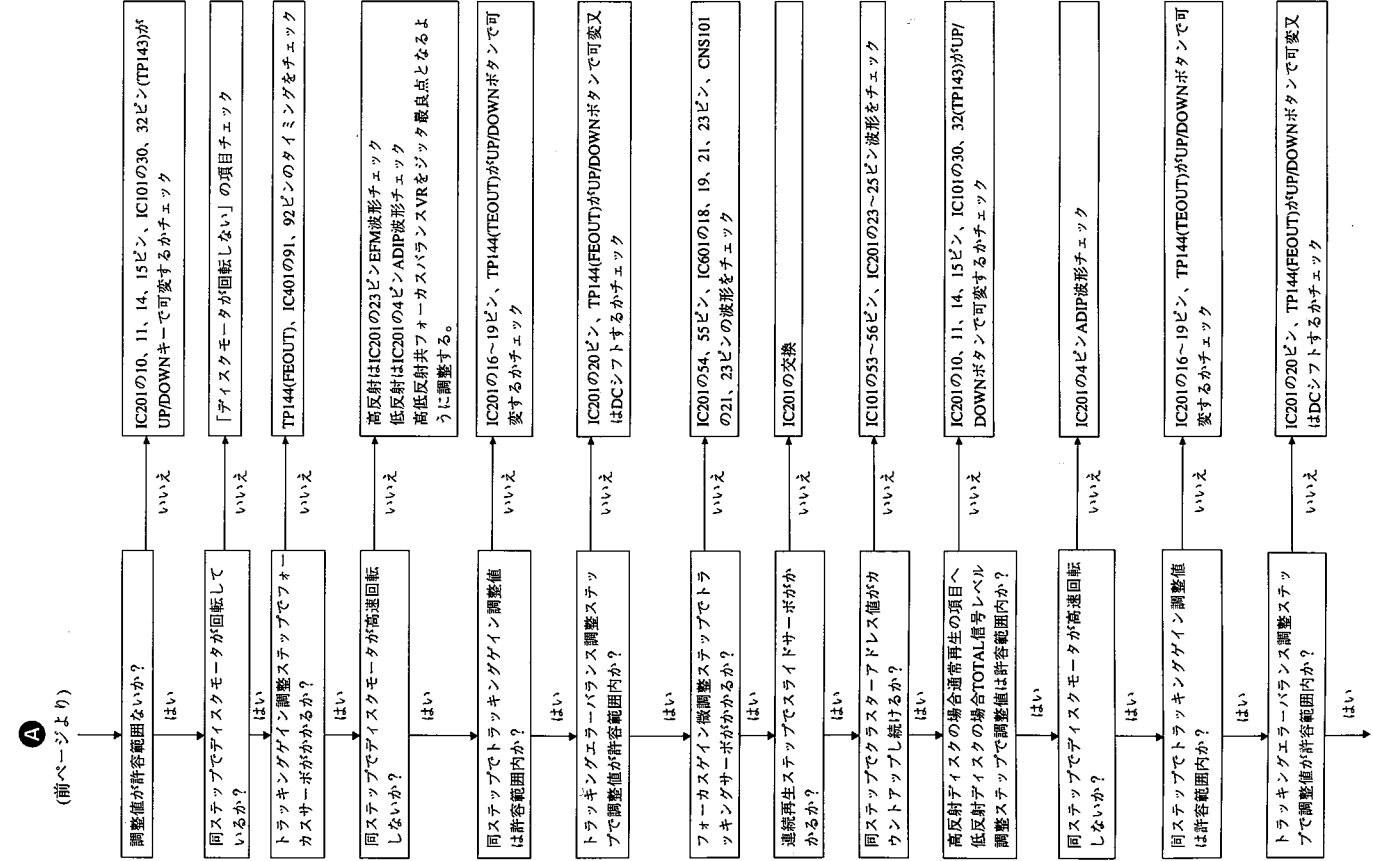 A
(前ページより)
調整値が許容範囲ないか?
いいえ
IC201の10、11、14、15ピン、IC101の30、32ピン(TP143)が
UP/DOWNキーで可変するかチェック
はい
同ステップでディスクモータが回転して
いるか?
いいえ
「ディスクモータが回転しない」の項目チェック
はい
トラッキングゲイン調整ステップでフォー
カスサーボがかかるか?
いいえ
TP144(FEOUT)、IC401の91、92ピンのタイミングをチェック
はい
同ステップでディスクモータが高速回転
しないか?
いいえ
高反射はIC201の23ピンEFM波形チェック
低反射はIC201の4ピンADIP波形チェック
高低反射共フォーカスバランスVRをジッタ最良点となるよ
うに調整する。
はい
同ステップでトラッキングゲイン調整値
は許容範囲内か?
いいえ
IC201の16～19ピン、TP144(TEOUT)がUP/DOWNボタンで可
変するかチェック
はい
トラッキングエラーバランス調整ステッ
プで調整値が許容範囲内か?
いいえ
IC201の20ピン、TP144(FEOUT)がUP/DOWNボタンで可変又
はDCシフトするかチェック
はい
フォーカスゲイン微調整ステップでトラ
ッキングサーボがかかるか?
いいえ
IC201の54、55ピン、IC601の18、19、21、23ピン、CNS101
の21、23ピンの波形をチェック
はい
連続再生ステップでスライドサーボがか
かるか?
いいえ
IC201の交換
はい
同ステップでクラスターアドレス値がカ
ウントアップし続けるか?
いいえ
IC101の53～56ピン、IC201の23～25ピン波形をチェック
はい
高反射ディスクの場合通常再生の項目へ
低反射ディスクの場合TOTAL信号レベル
調整ステップで調整値は許容範囲内か?
いいえ
IC201の10、11、14、15ピン、IC101の30、32(TP143)がUP/
DOWNボタンで可変するかチェック
はい
同ステップでディスクモータが高速回転
しないか?
いいえ
IC201の4ピンADIP波形チェック
はい
同ステップでトラッキングゲイン調整値
は許容範囲内か?
いいえ
IC201の16～19ピン、TP144(TEOUT)がUP/DOWNボタンで可
変するかチェック
はい
トラッキングエラーバランス調整ステッ
プで調整値が許容範囲内か?
いいえ
IC201の20ピン、TP144(FEOUT)がUP/DOWNボタンで可変又
はDCシフトするかチェック
はい